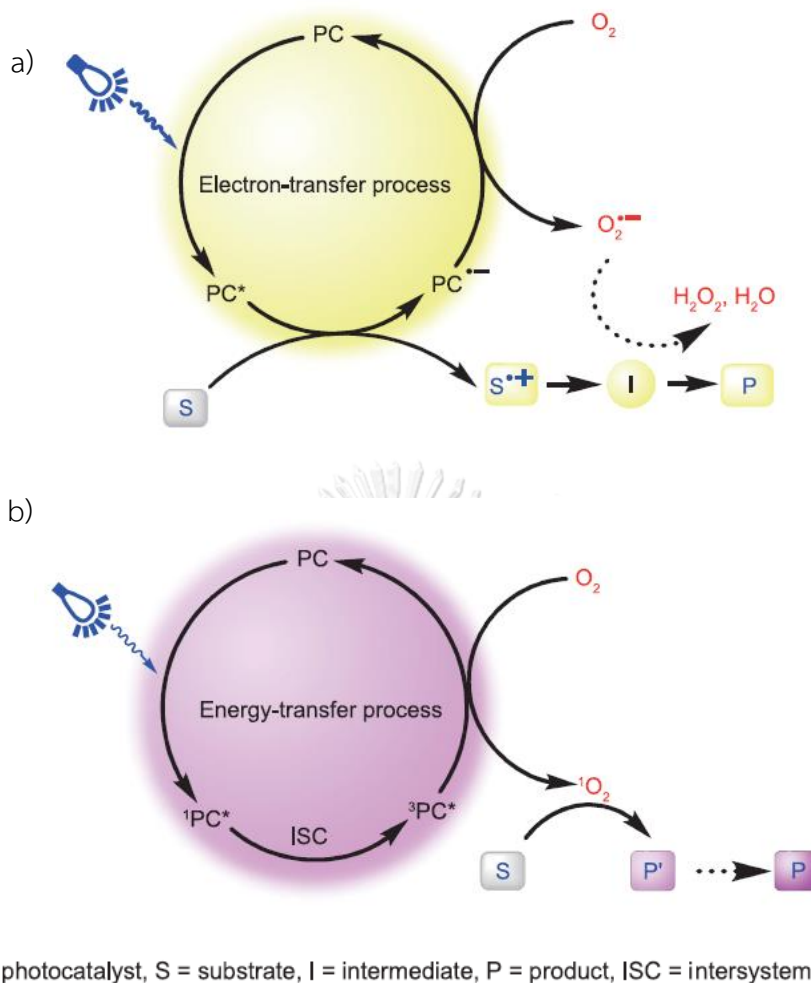 a)
PC
O₂
Electron-transfer process
O₂•−
PC*
PC•−
H₂O₂, H₂O
S
S•+
I
P
b)
PC
O₂
Energy-transfer process
¹PC*
ISC
³PC*
¹O₂
S
P'
P
photocatalyst, S = substrate, I = intermediate, P = product, ISC = intersystem